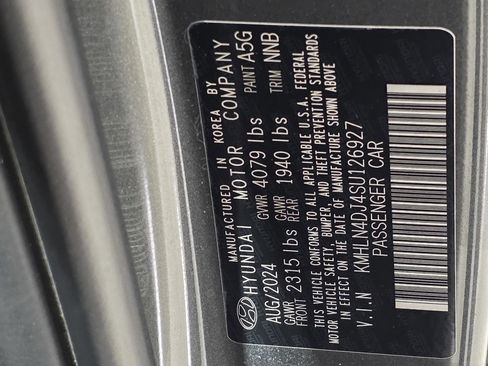 MANUFACTURED IN KOREA BY
HYUNDAI MOTOR COMPANY
AUG/2024 GVWR 4079 lbs PAINT A5G
GAWR FRONT 2315 lbs GAWR REAR 1940 lbs TRIM NNB
THIS VEHICLE CONFORMS TO ALL APPLICABLE U.S.A. FEDERAL
MOTOR VEHICLE SAFETY, BUMPER, AND THEFT PREVENTION STANDARDS
IN EFFECT ON THE DATE OF MANUFACTURE SHOWN ABOVE
V.I.N KMHLN4DJ4SU126927
PASSENGER CAR